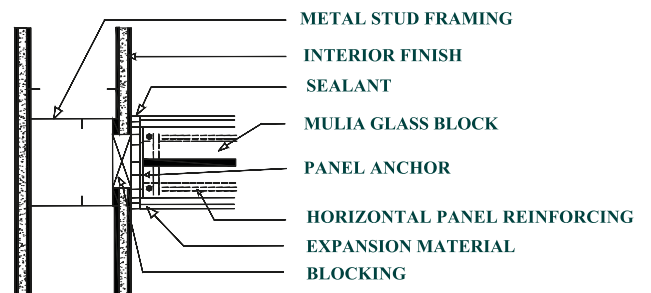 METAL STUD FRAMING
INTERIOR FINISH
SEALANT
MULIA GLASS BLOCK
PANEL ANCHOR
HORIZONTAL PANEL REINFORCING
EXPANSION MATERIAL
BLOCKING